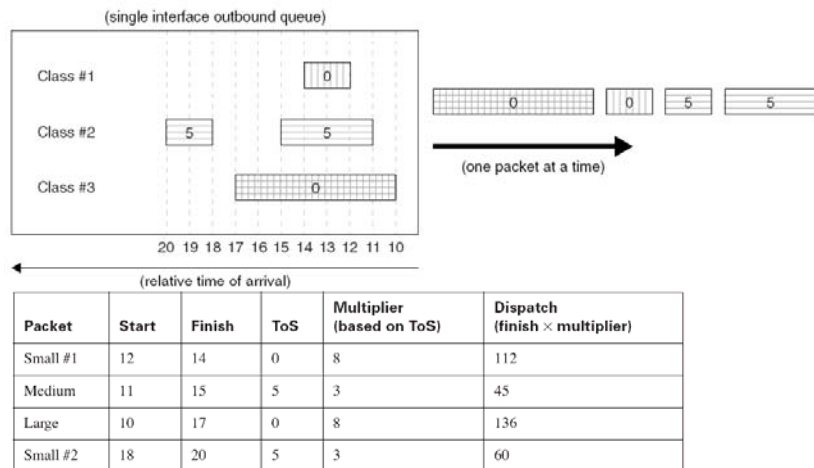 (single interface outbound queue)
Class #1
0
Class #2
5
5
Class #3
0
20 19 18 17 16 15 14 13 12 11 10
(relative time of arrival)
0
0
5
5
(one packet at a time)
Packet Start Finish ToS Multiplier (based on ToS) Dispatch (finish × multiplier)
Small #1 12 14 0 8 112
Medium 11 15 5 3 45
Large 10 17 0 8 136
Small #2 18 20 5 3 60